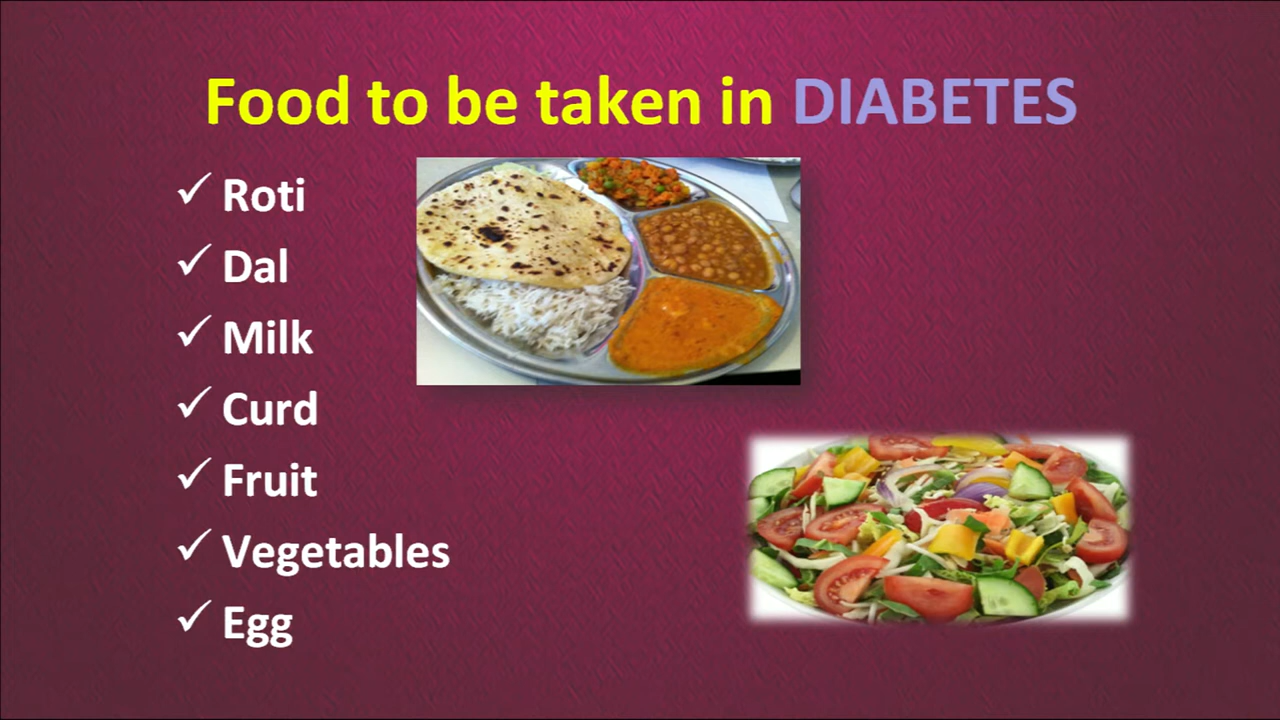 Food to be taken in DIABETES
✓ Roti
✓ Dal
✓ Milk
✓ Curd
✓ Fruit
✓ Vegetables
✓ Egg